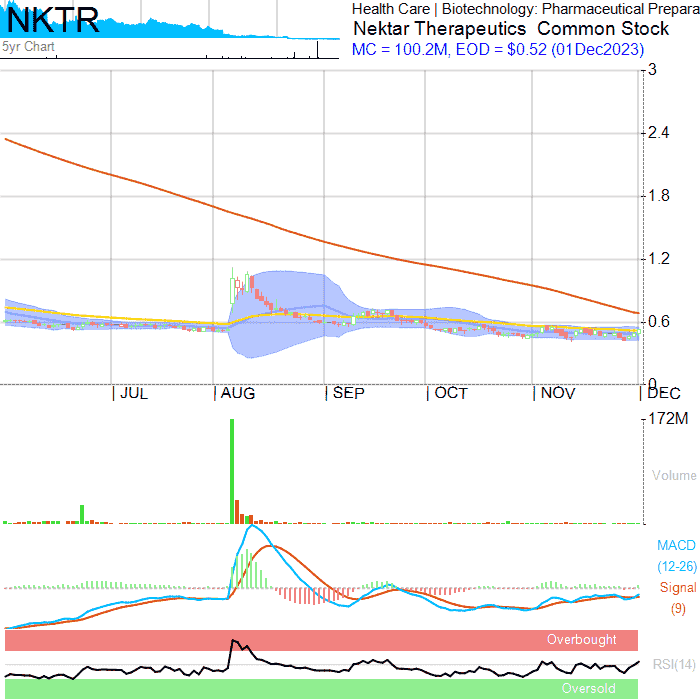 NKTR
Health Care | Biotechnology: Pharmaceutical Prepara
Nektar Therapeutics Common Stock
5yr Chart
MC = 100.2M, EOD = $0.52 (01Dec2023)
3
2.4
1.8
1.2
0.6
0
JUL
AUG
SEP
OCT
NOV
DEC
172M
Volume
MACD
(12-26)
Signal
(9)
Overbought
RSI(14)
Oversold